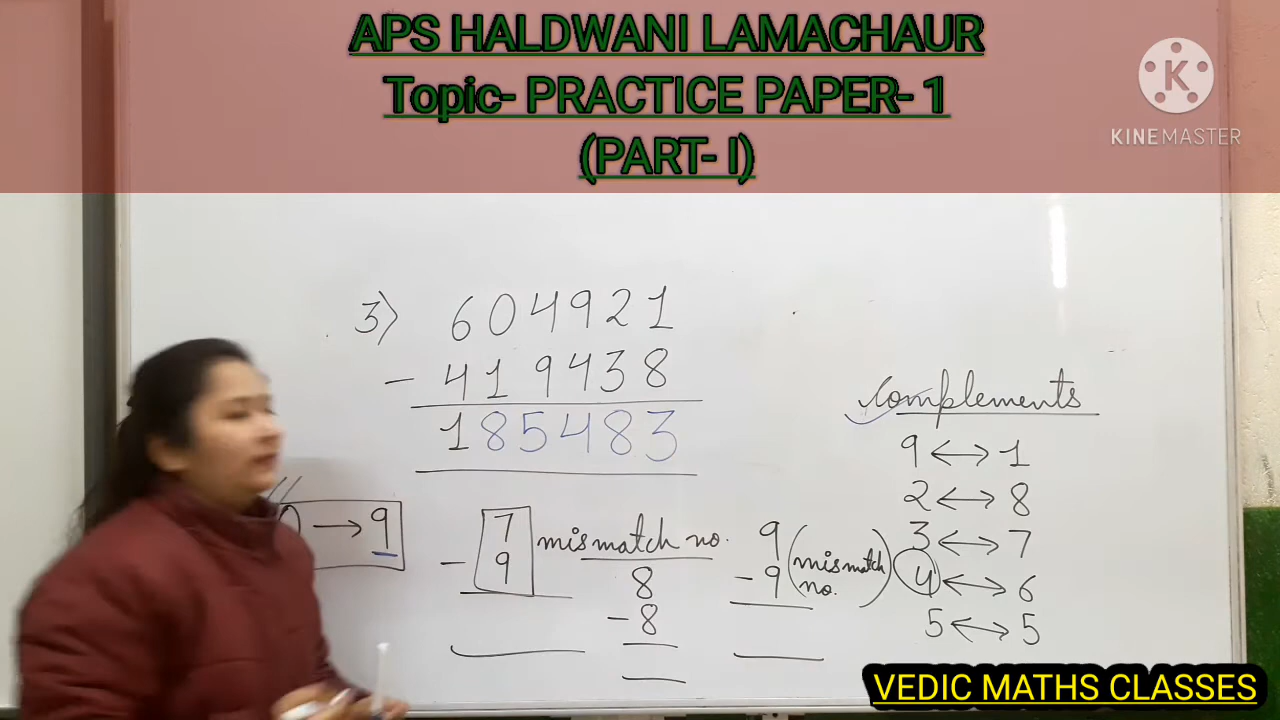 APS HALDWANI LAMACHAUR
Topic- PRACTICE PAPER- 1
(PART- I)
K
KINEMASTER
3) 604921
- 419438
185483
complements
9 ↔ 1
2 ↔ 8
3 ↔ 7
4 ↔ 6
5 ↔ 5
0 → 9
7
- 9
mismatch no.
8
- 8
9
- 9
(mismatch no.)
VEDIC MATHS CLASSES